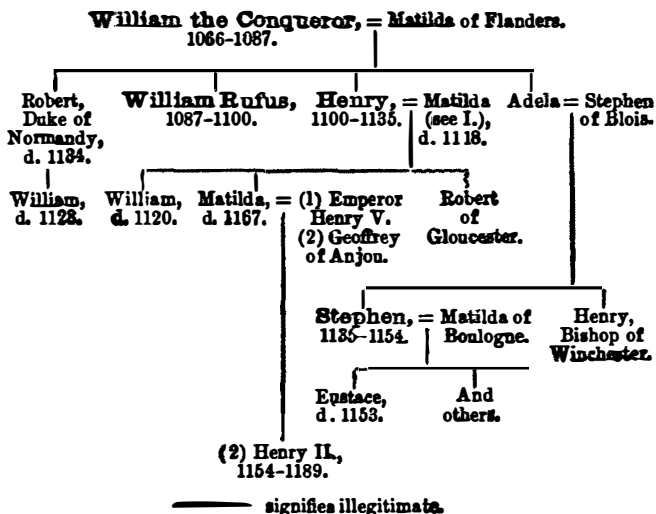 William the Conqueror, = Matilda of Flanders.
1066-1087.
Robert, Duke of Normandy, d. 1134.
William Rufus, 1087-1100.
Henry, 1100-1135. = Matilda (see I.), d. 1118.
Adela = Stephen of Blois.
William, d. 1128.
William, d. 1120.
Matilda, d. 1167. = (1) Emperor Henry V. (2) Geoffrey of Anjou.
Robert of Gloucester.
Stephen, 1135-1154. = Matilda of Boulogne.
Henry, Bishop of Winchester.
Eustace, d. 1153.
And others.
(2) Henry II., 1154-1189.
signifies illegitimate.